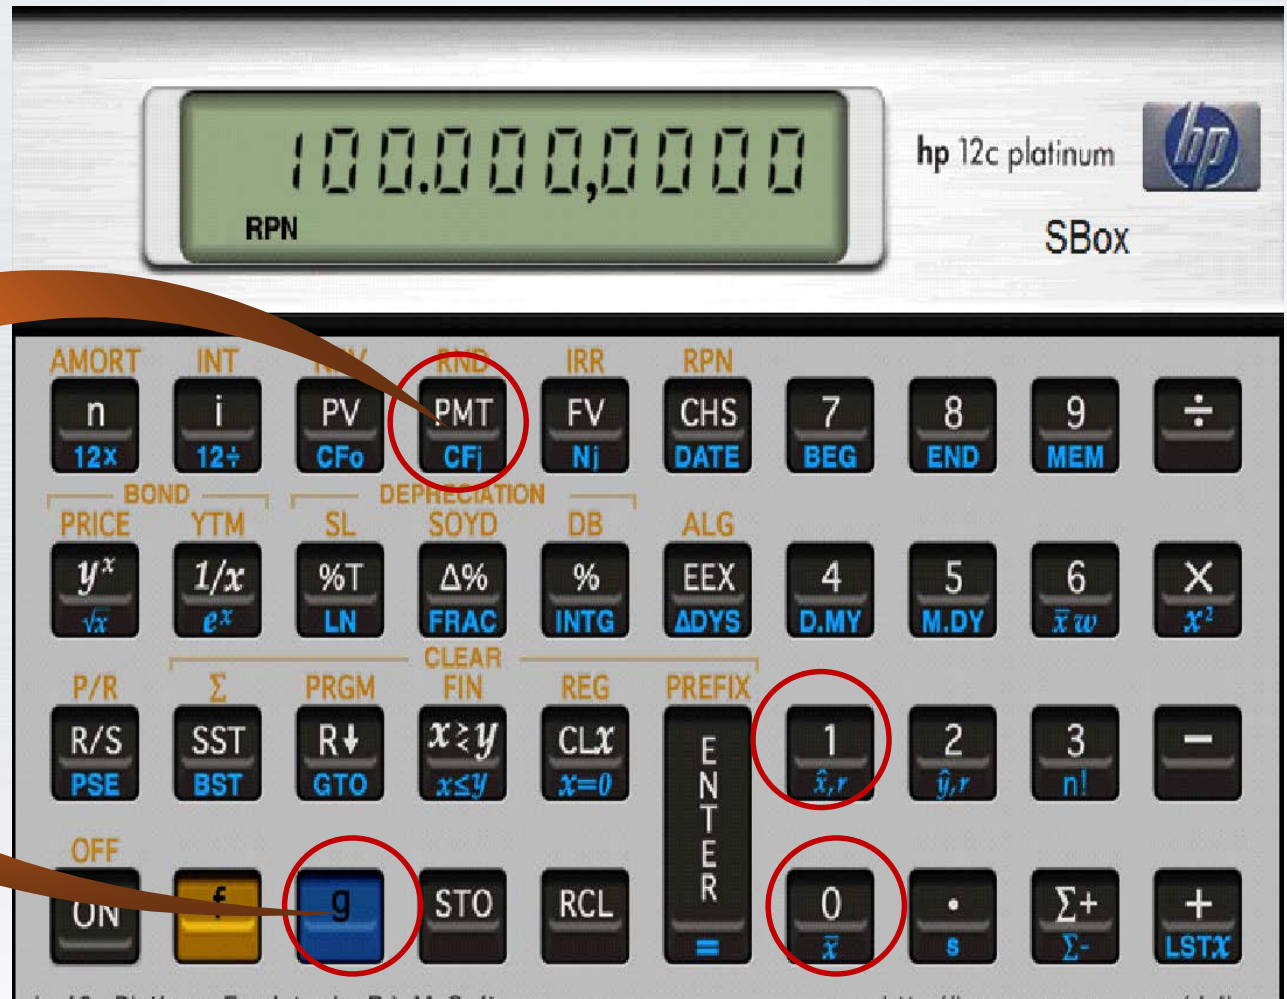 100.000,0000
RPN
hp 12c platinum
hp
SBox
AMORT INT RND IRR RPN
n i PV PMT FV CHS 7 8 9 ÷
12x 12÷ CFo CFj Nj DATE BEG END MEM
BOND DEPRECIATION
PRICE YTM SL SOYD DB ALG
yˣ 1/x %T Δ% % EEX 4 5 6 ×
√x eˣ LN FRAC INTG ΔDYS D.MY M.DY x̄w x²
CLEAR
P/R Σ PRGM FIN REG PREFIX
R/S SST R↓ x≷y CLx ENTER 1 2 3 −
PSE BST GTO x≤y x=0 x̂,r ŷ,r n!
OFF
ON f g STO RCL 0 . Σ+ +
= x̄ s Σ- LSTx